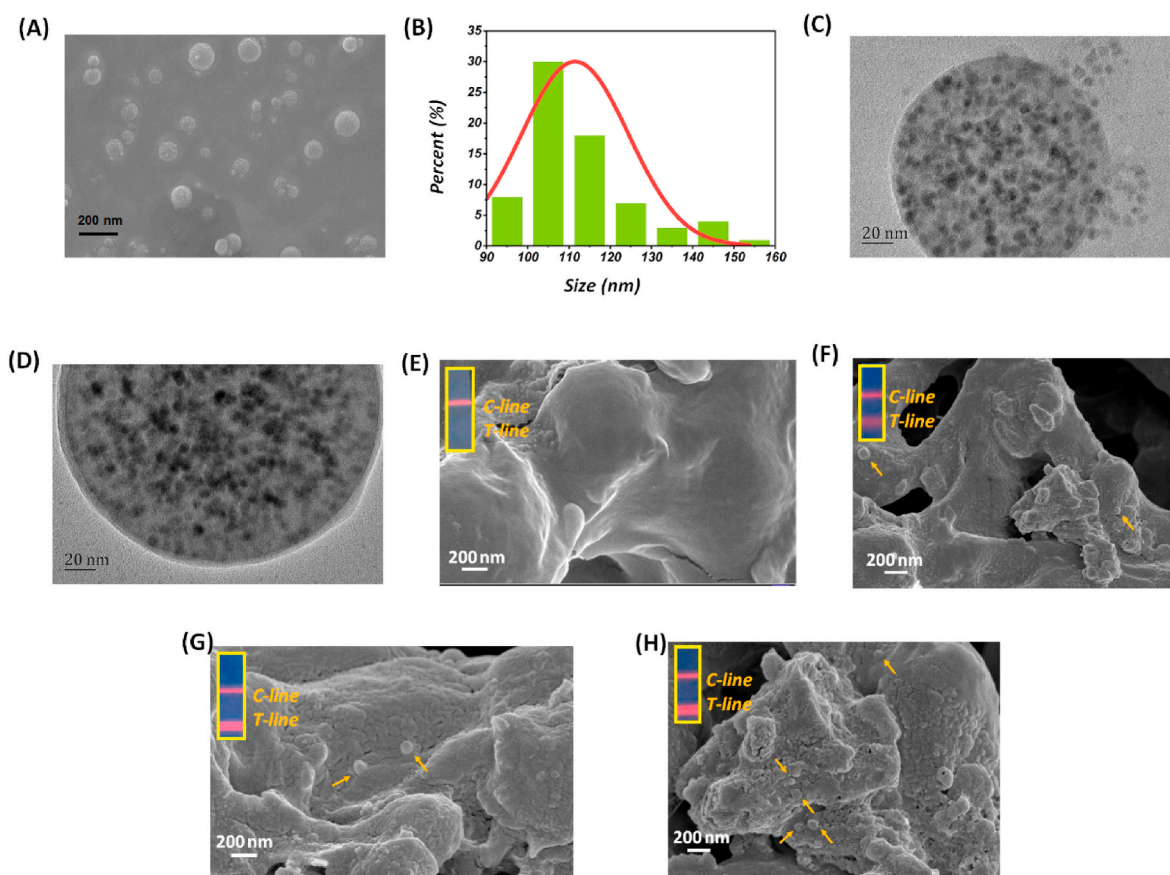 (A)
200 nm
(B)
Percent (%)
35
30
25
20
15
10
5
0
90 100 110 120 130 140 150 160
Size (nm)
(C)
20 nm
(D)
20 nm
(E)
C-line
T-line
200 nm
(F)
C-line
T-line
200 nm
(G)
C-line
T-line
200 nm
(H)
C-line
T-line
200 nm